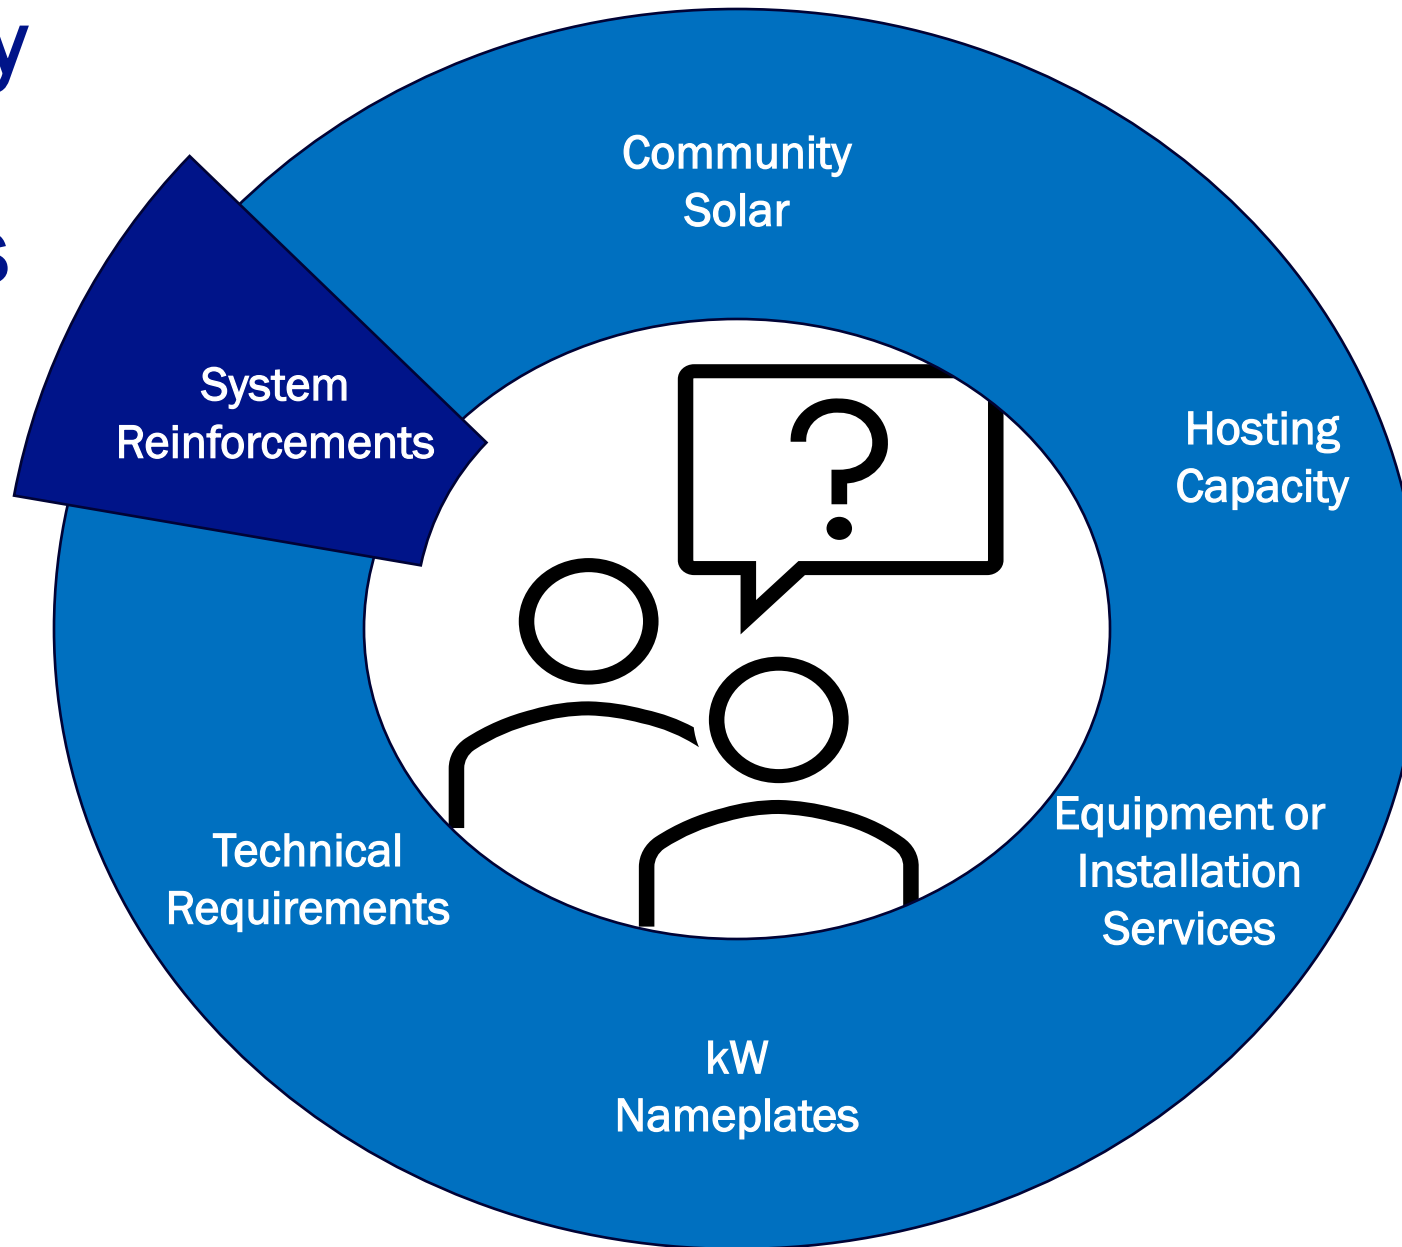 Community
Solar
System
Reinforcements
Hosting
Capacity
Equipment or
Installation
Services
Technical
Requirements
kW
Nameplates
?